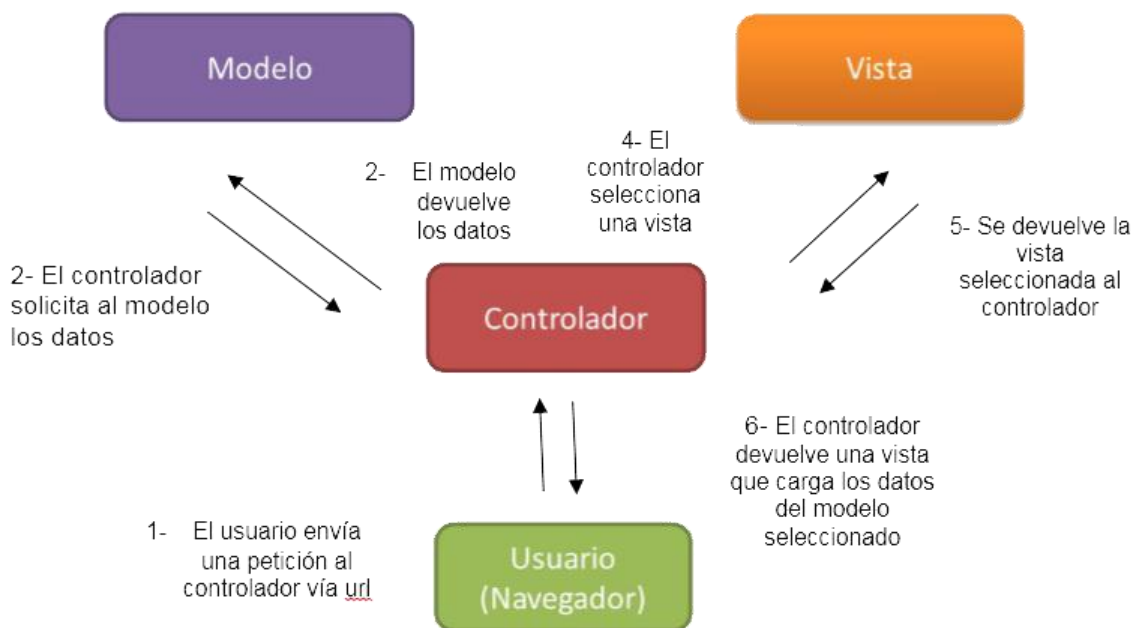 Modelo
Vista
2- El modelo
devuelve
los datos
4- El
controlador
selecciona
una vista
2- El controlador
solicita al modelo
los datos
5- Se devuelve la
vista
seleccionada al
controlador
Controlador
6- El controlador
devuelve una vista
que carga los datos
del modelo
seleccionado
1- El usuario envía
una petición al
controlador vía url
Usuario
(Navegador)